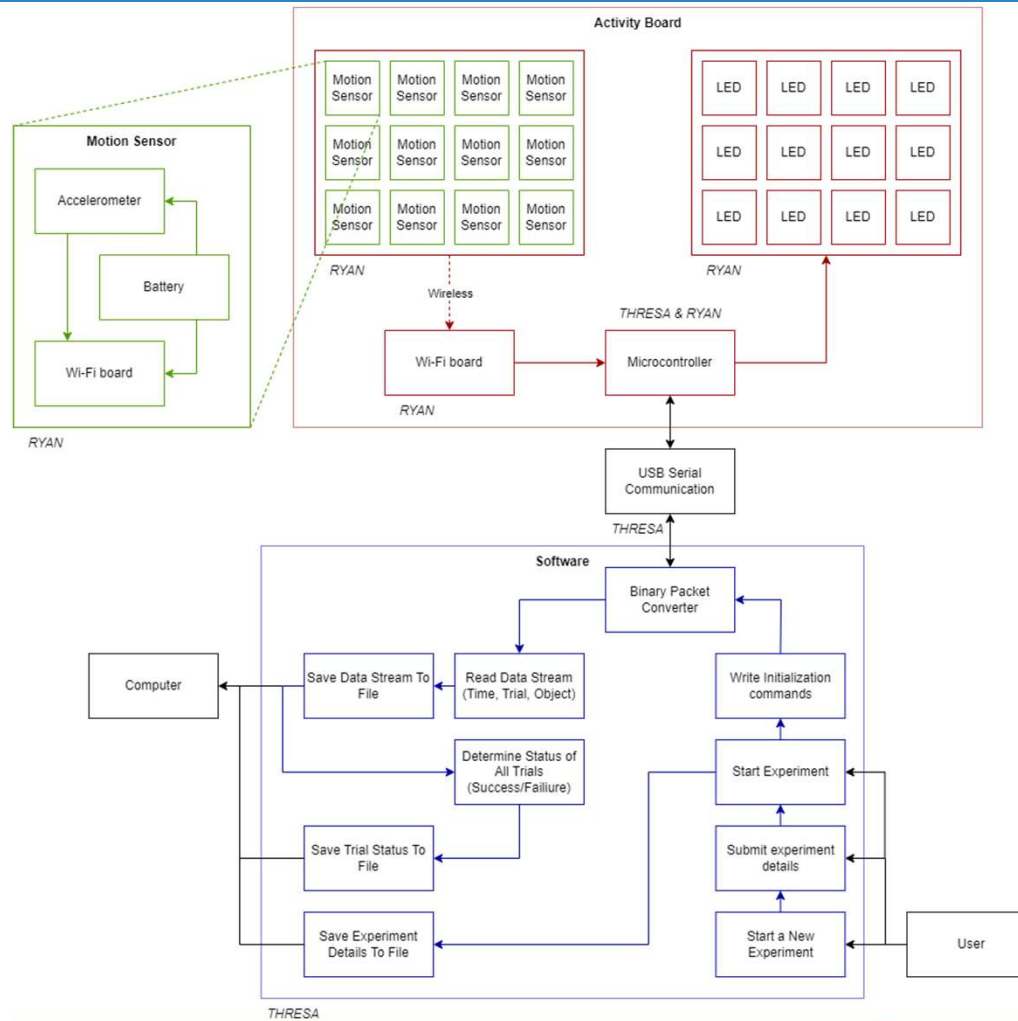 Activity Board
Motion Sensor
Accelerometer
Battery
Wi-Fi board
RYAN
Motion
Sensor
Motion
Sensor
Motion
Sensor
Motion
Sensor
Motion
Sensor
Motion
Sensor
Motion
Sensor
Motion
Sensor
Motion
Sensor
Motion
Sensor
Motion
Sensor
Motion
Sensor
RYAN
LED
LED
LED
LED
LED
LED
LED
LED
LED
LED
LED
LED
RYAN
Wireless
THRESA & RYAN
Wi-Fi board
RYAN
Microcontroller
USB Serial
Communication
THRESA
Software
Binary Packet
Converter
Computer
Save Data Stream To
File
Read Data Stream
(Time, Trial, Object)
Write Initialization
commands
Determine Status of
All Trials
(Success/Failiure)
Start Experiment
Save Trial Status To
File
Submit experiment
details
Save Experiment
Details To File
Start a New
Experiment
User
THRESA